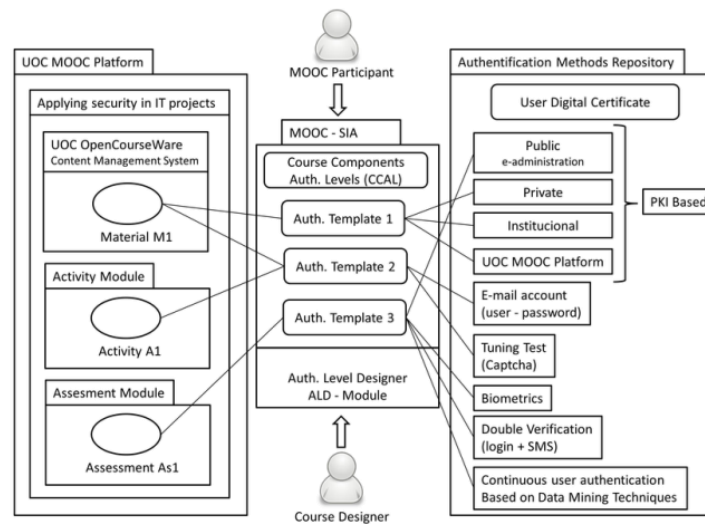 MOOC Participant
UOC MOOC Platform
Applying security in IT projects
UOC OpenCourseWare
Content Management System
Material M1
Activity Module
Activity A1
Assesment Module
Assessment As1
MOOC - SIA
Course Components
Auth. Levels (CCAL)
Auth. Template 1
Auth. Template 2
Auth. Template 3
Auth. Level Designer
ALD - Module
Course Designer
Authentification Methods Repository
User Digital Certificate
Public
e-administration
Private
Institucional
UOC MOOC Platform
PKI Based
E-mail account
(user - password)
Tuning Test
(Captcha)
Biometrics
Double Verification
(login + SMS)
Continuous user authentication
Based on Data Mining Techniques